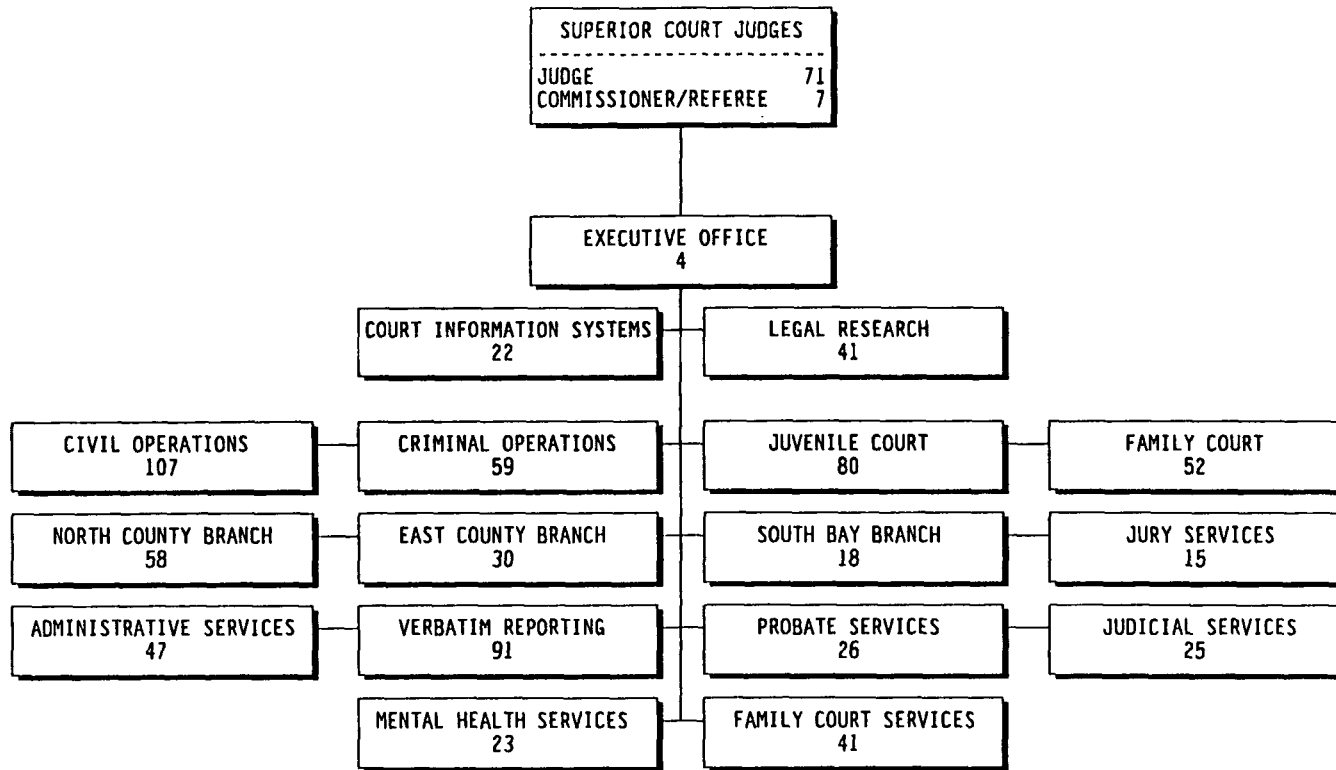 SUPERIOR COURT JUDGES
JUDGE 71
COMMISSIONER/REFEREE 7
EXECUTIVE OFFICE
4
COURT INFORMATION SYSTEMS
22
LEGAL RESEARCH
41
CIVIL OPERATIONS
107
CRIMINAL OPERATIONS
59
JUVENILE COURT
80
FAMILY COURT
52
NORTH COUNTY BRANCH
58
EAST COUNTY BRANCH
30
SOUTH BAY BRANCH
18
JURY SERVICES
15
ADMINISTRATIVE SERVICES
47
VERBATIM REPORTING
91
PROBATE SERVICES
26
JUDICIAL SERVICES
25
MENTAL HEALTH SERVICES
23
FAMILY COURT SERVICES
41